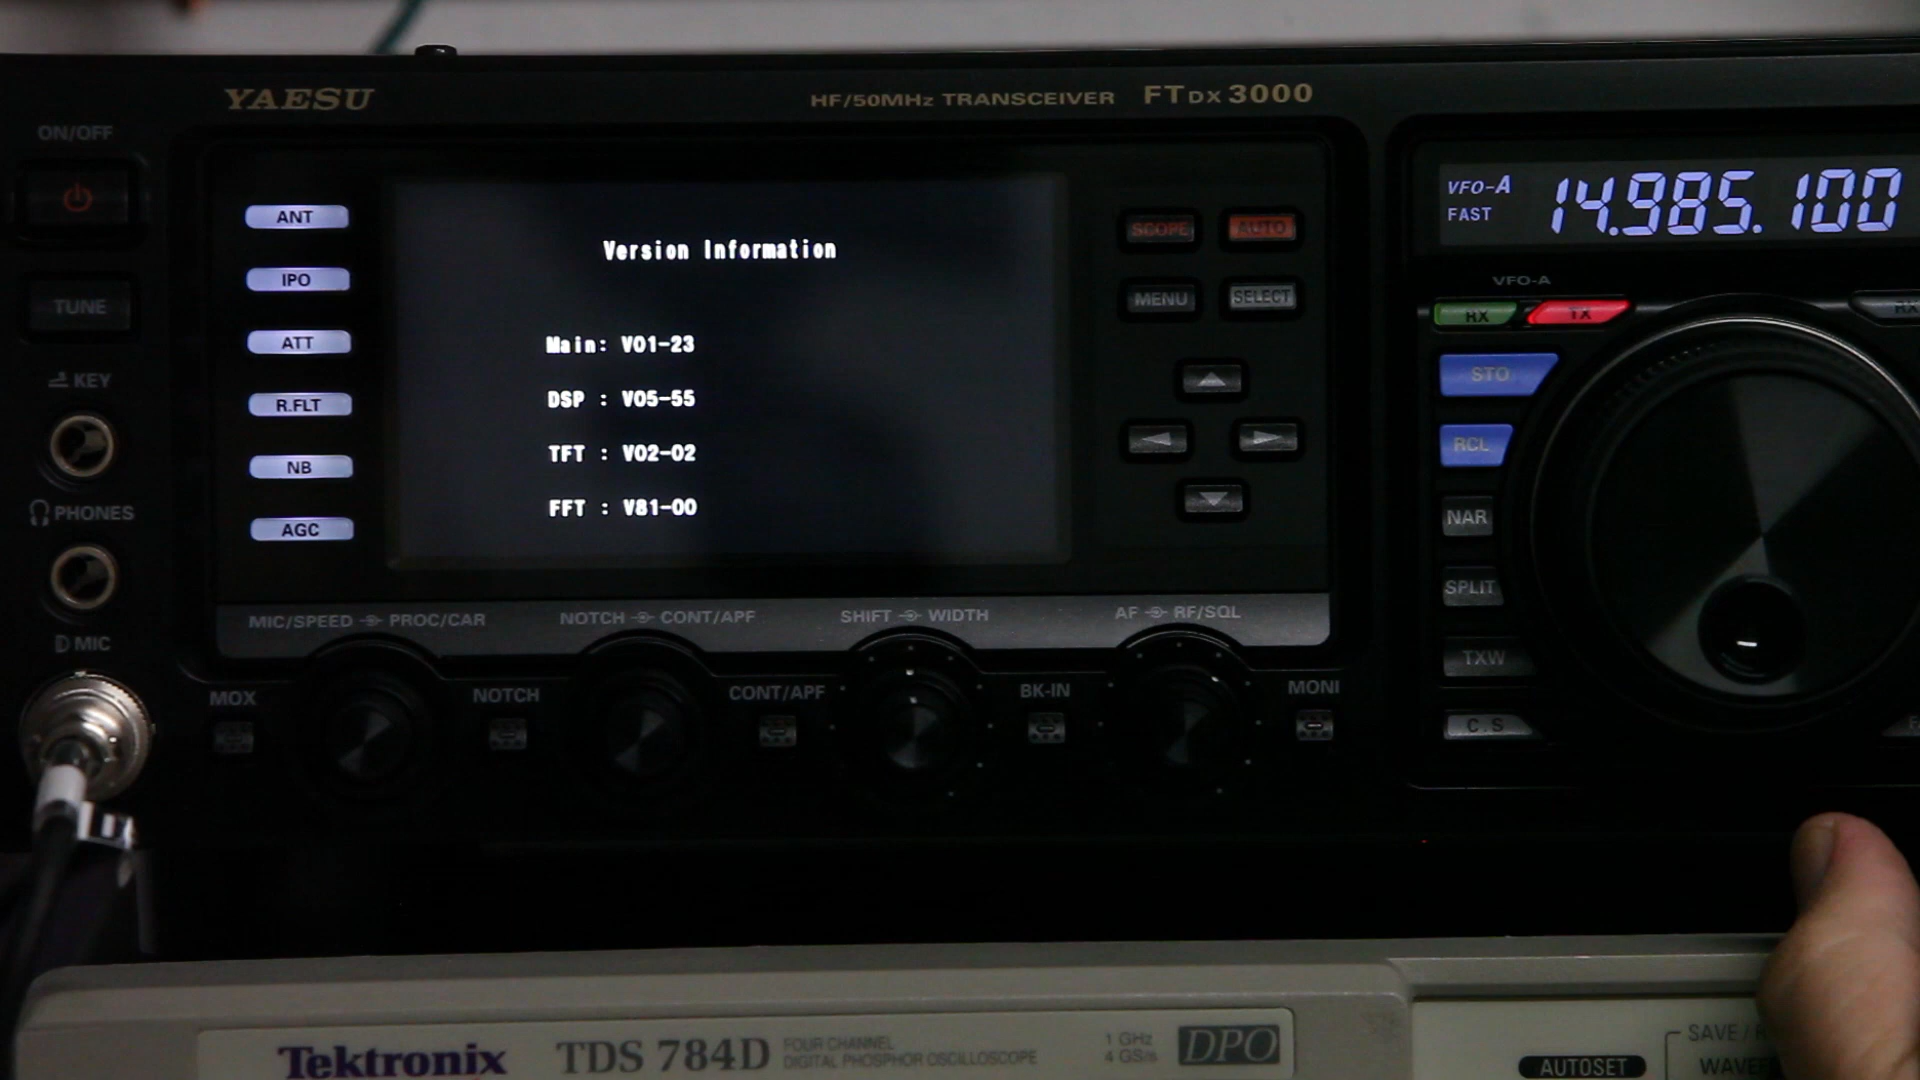 YAESU
HF/50MHz TRANSCEIVER FTDX3000
ON/OFF
TUNE
KEY
PHONES
MIC
ANT
IPO
ATT
R.FLT
NB
AGC
Version Information
Main: V01-23
DSP : V05-55
TFT : V02-02
FFT : V81-00
SCOPE AUTO
MENU SELECT
VFO-A
FAST
14.985.100
VFO-A
RX TX RX
STO
RCL
NAR
SPLIT
TXW
C.S
MIC/SPEED PROC/CAR NOTCH CONT/APF SHIFT WIDTH AF RF/SQL
MOX NOTCH CONT/APF BK-IN MONI
Tektronix TDS 784D
FOUR CHANNEL
DIGITAL PHOSPHOR OSCILLOSCOPE
1 GHz
4 GS/s
DPO
AUTOSET
SAVE/